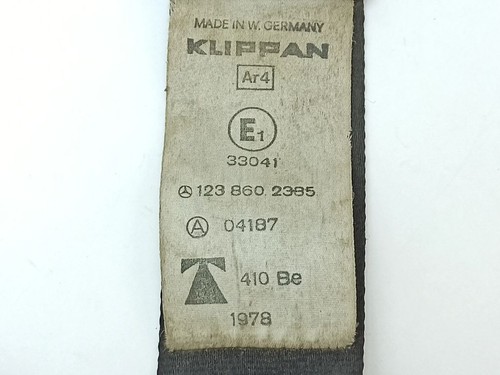 MADE IN W. GERMANY
KLIPPAN
Ar4
E1
33041
123 860 2385
A 04187
410 Be
1978